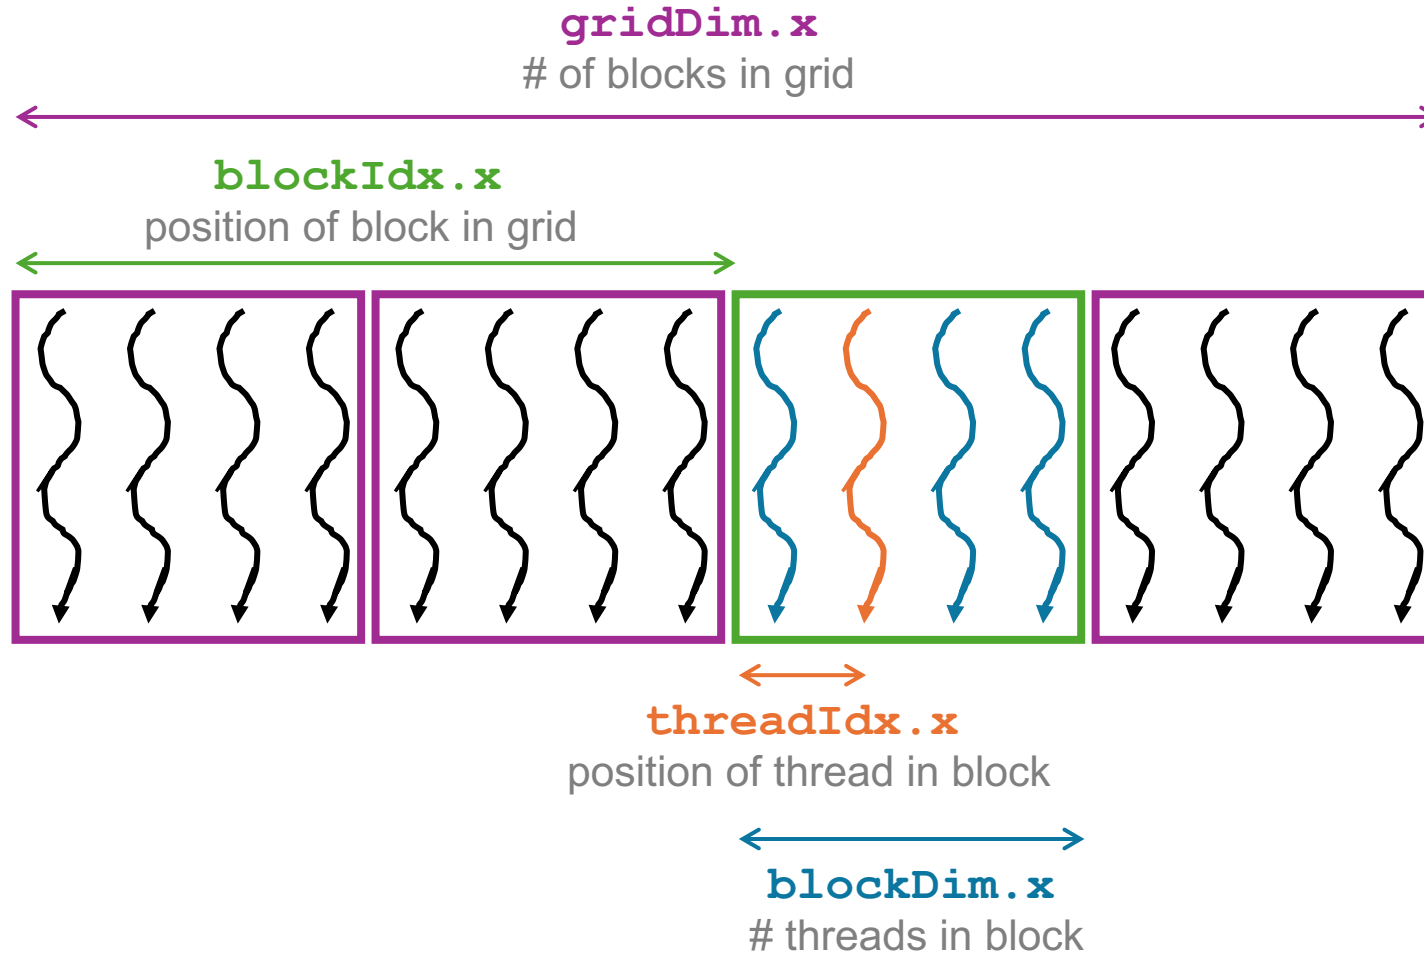 gridDim.x
# of blocks in grid
blockIdx.x
position of block in grid
threadIdx.x
position of thread in block
blockDim.x
# threads in block